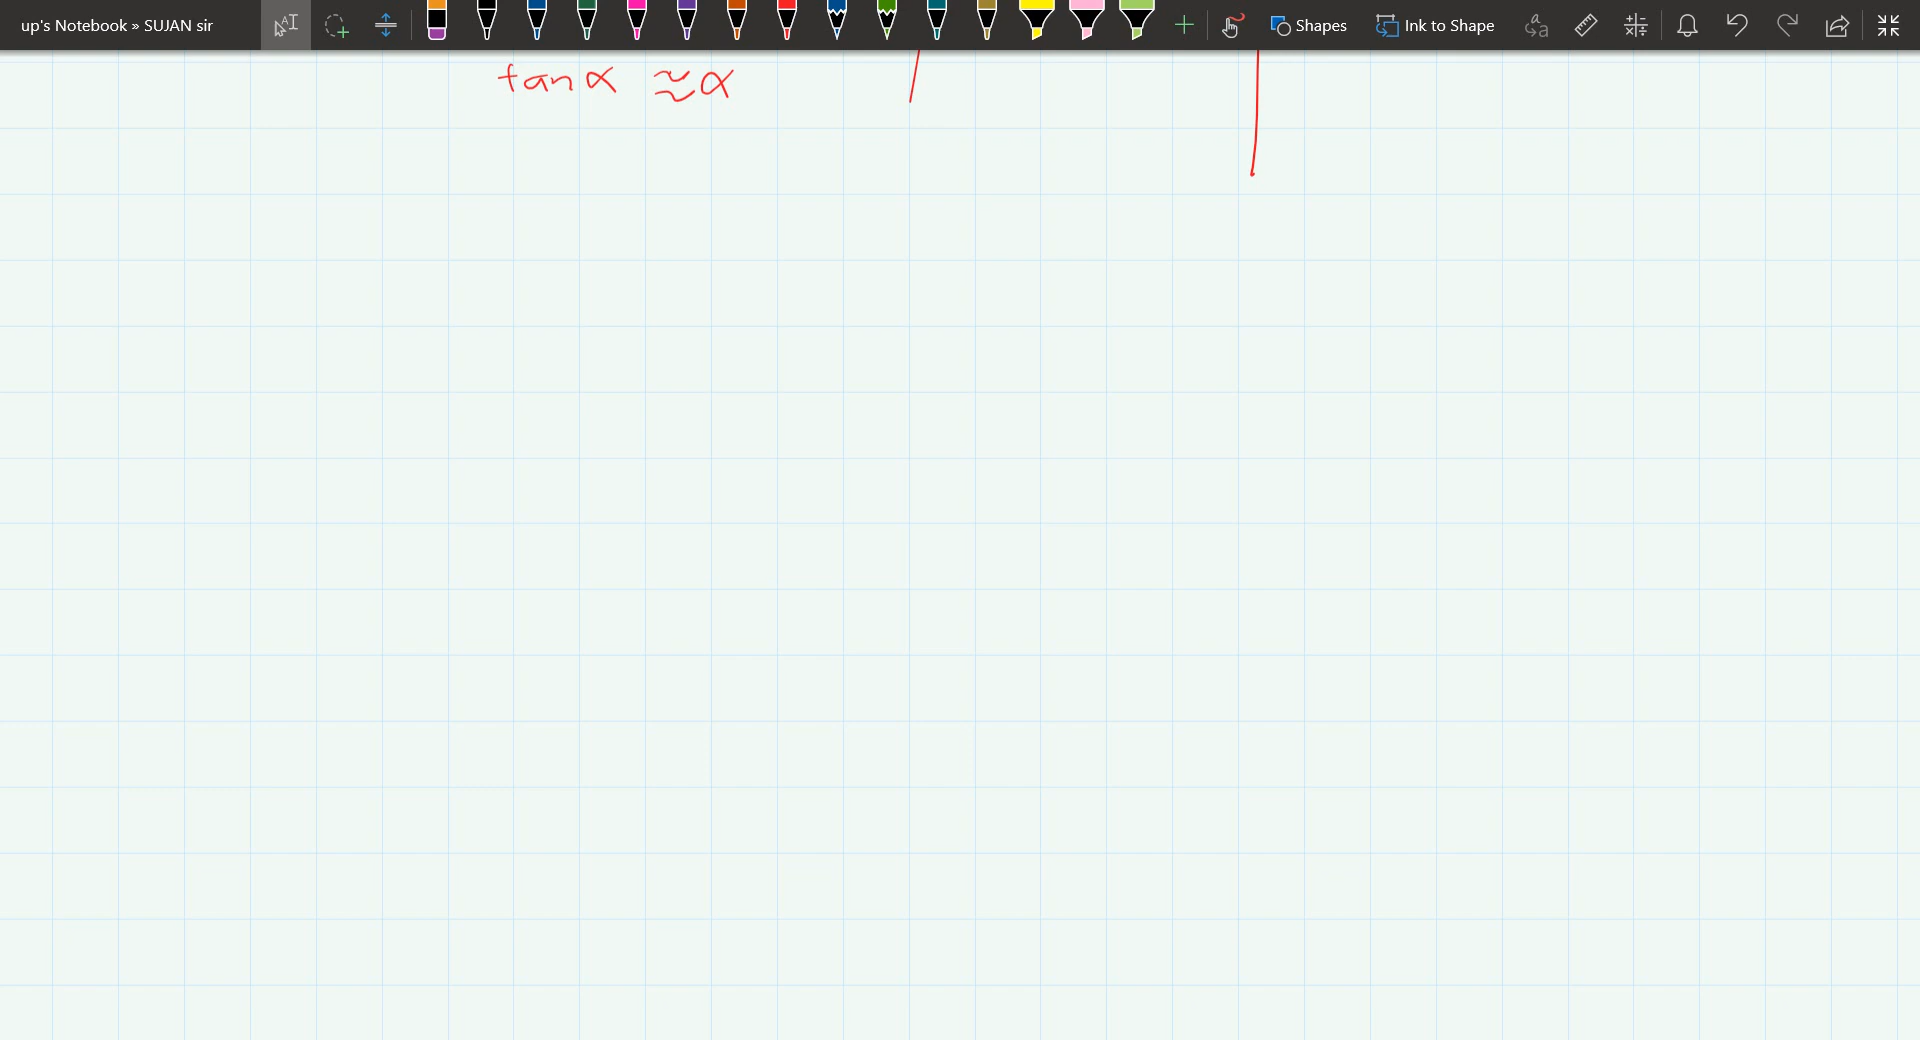 up's Notebook » SUJAN sir
Shapes
Ink to Shape
tan α ≈ α